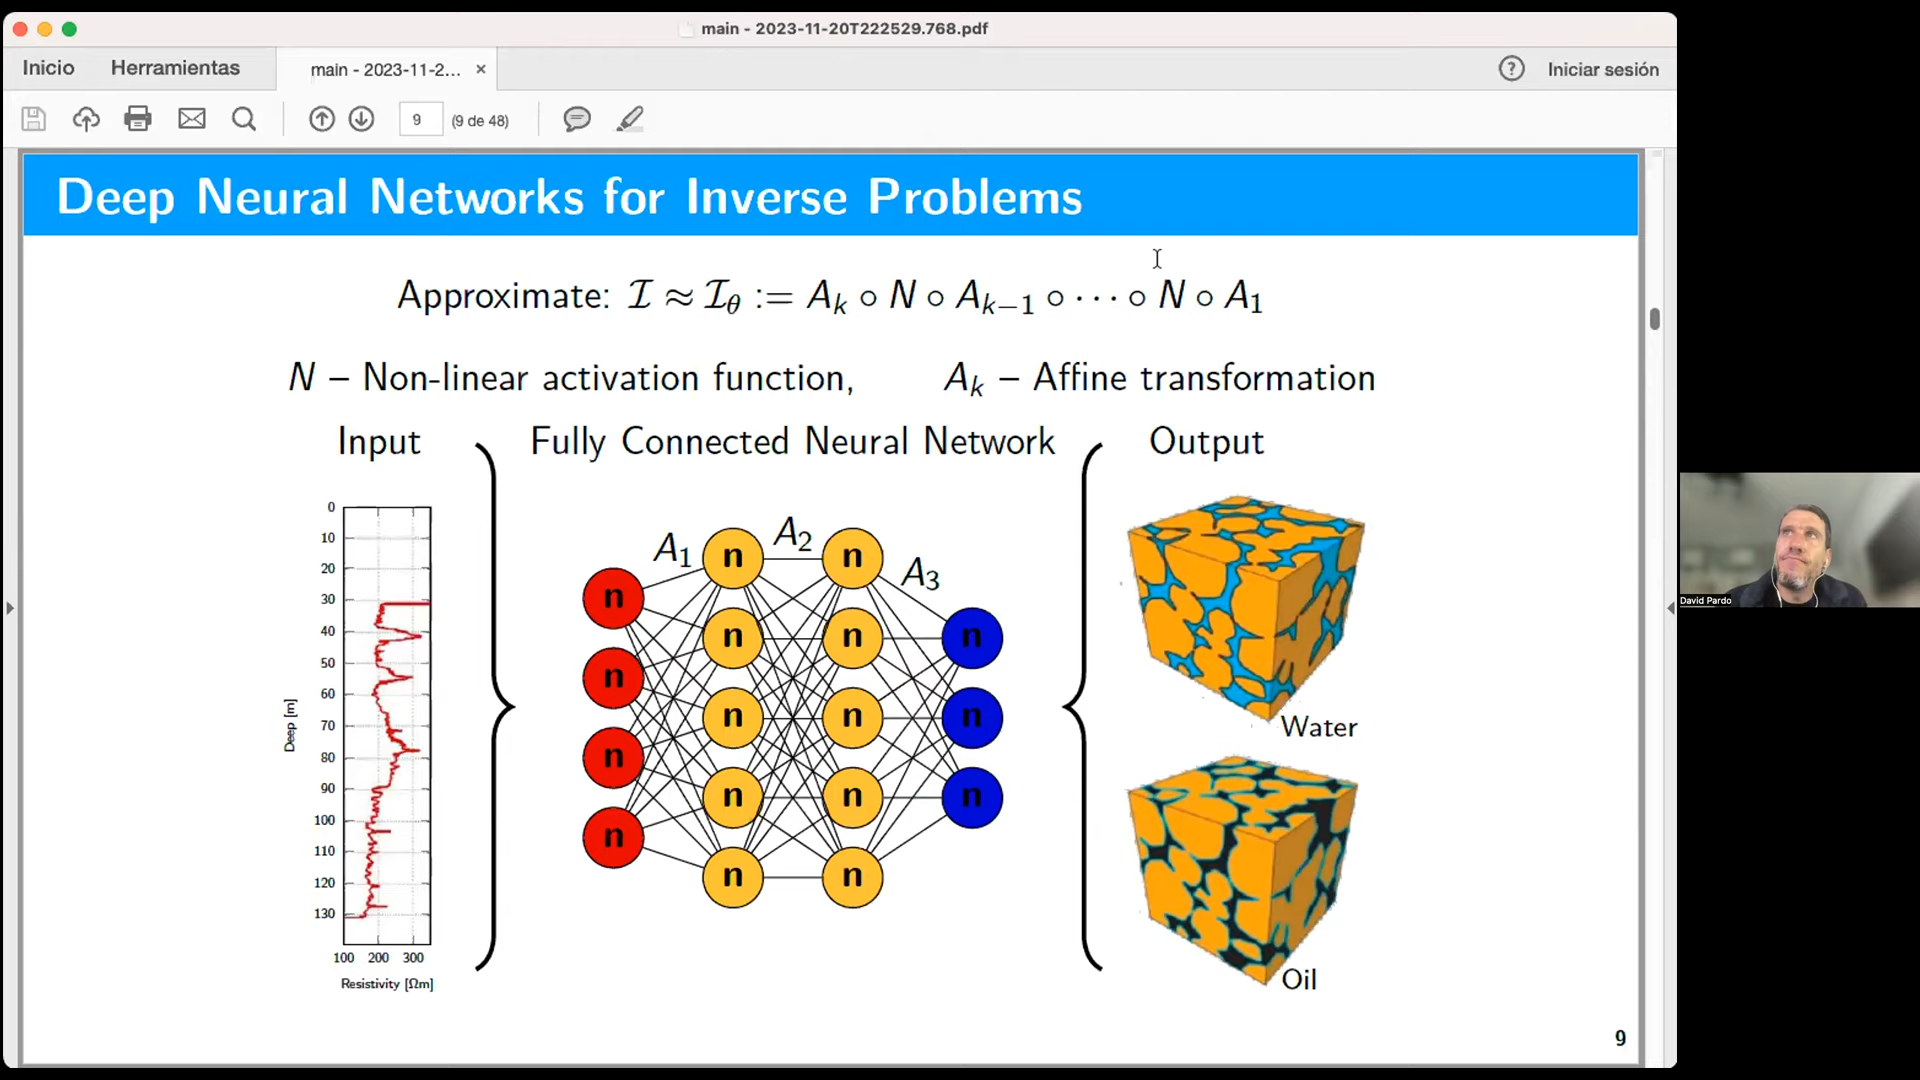 main - 2023-11-20T222529.768.pdf
Inicio Herramientas main - 2023-11-2... × ? Iniciar sesión
9 (9 de 48)
Deep Neural Networks for Inverse Problems
Approximate: ℐ ≈ ℐ_θ := A_k ∘ N ∘ A_{k−1} ∘ ⋯ ∘ N ∘ A_1
N – Non-linear activation function, A_k – Affine transformation
Input Fully Connected Neural Network Output
0
10
20
30
40
50
60
70
80
90
100
110
120
130
Deep [m]
100 200 300
Resistivity [Ωm]
A_1 A_2 A_3
n n n n
n n n n n
n n n n n
n n n
Water
Oil
9
David Pardo